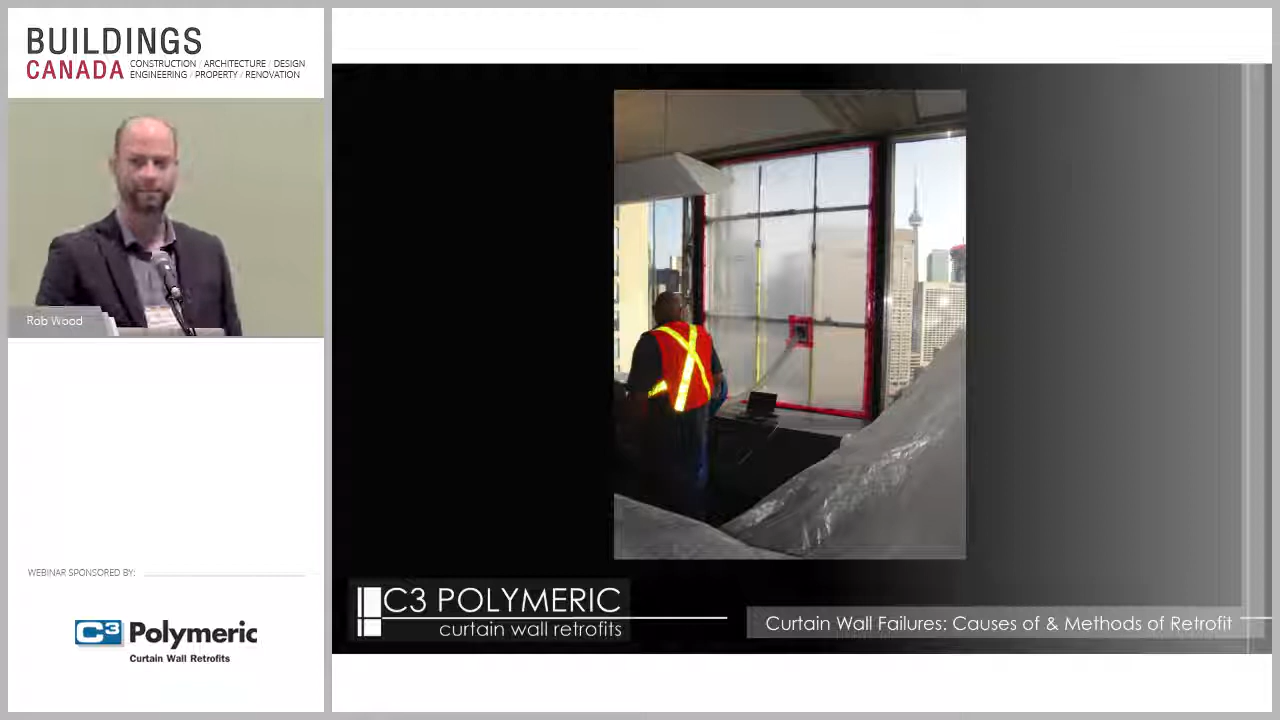 BUILDINGS
CANADA
CONSTRUCTION / ARCHITECTURE / DESIGN
ENGINEERING / PROPERTY / RENOVATION
Rob Wood
WEBINAR SPONSORED BY:
C3 Polymeric
Curtain Wall Retrofits
C3 POLYMERIC
curtain wall retrofits
Curtain Wall Failures: Causes of & Methods of Retrofit